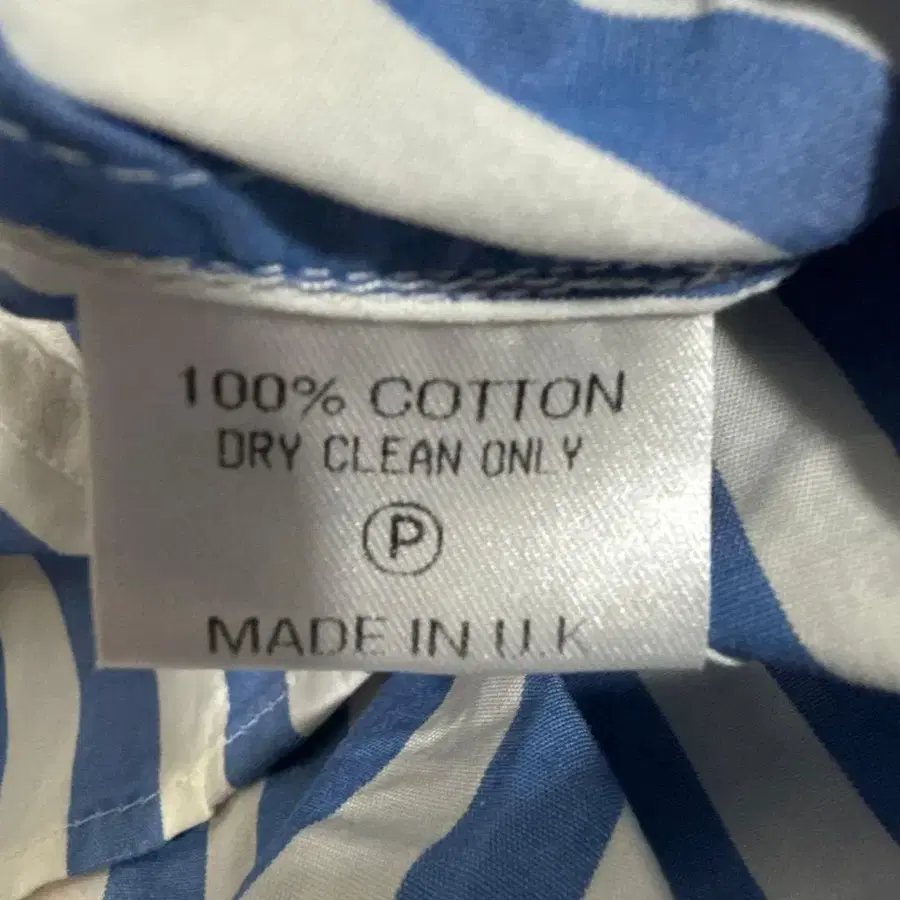 100% COTTON
DRY CLEAN ONLY
P
MADE IN U.K